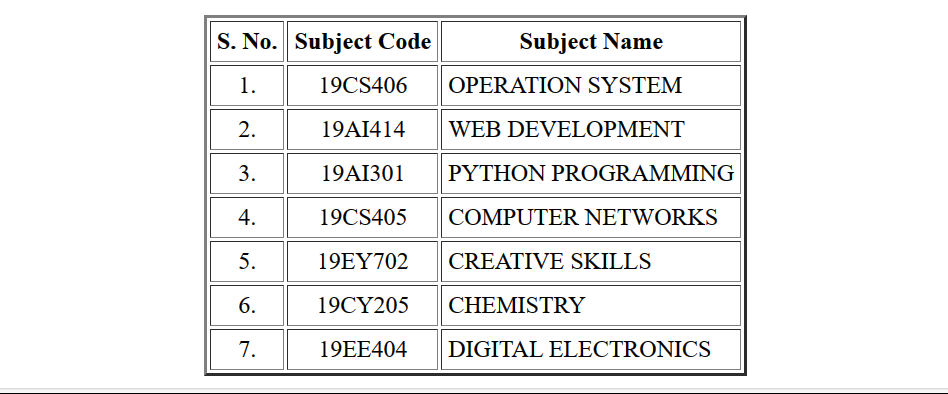 S. No. Subject Code Subject Name
1. 19CS406 OPERATION SYSTEM
2. 19AI414 WEB DEVELOPMENT
3. 19AI301 PYTHON PROGRAMMING
4. 19CS405 COMPUTER NETWORKS
5. 19EY702 CREATIVE SKILLS
6. 19CY205 CHEMISTRY
7. 19EE404 DIGITAL ELECTRONICS